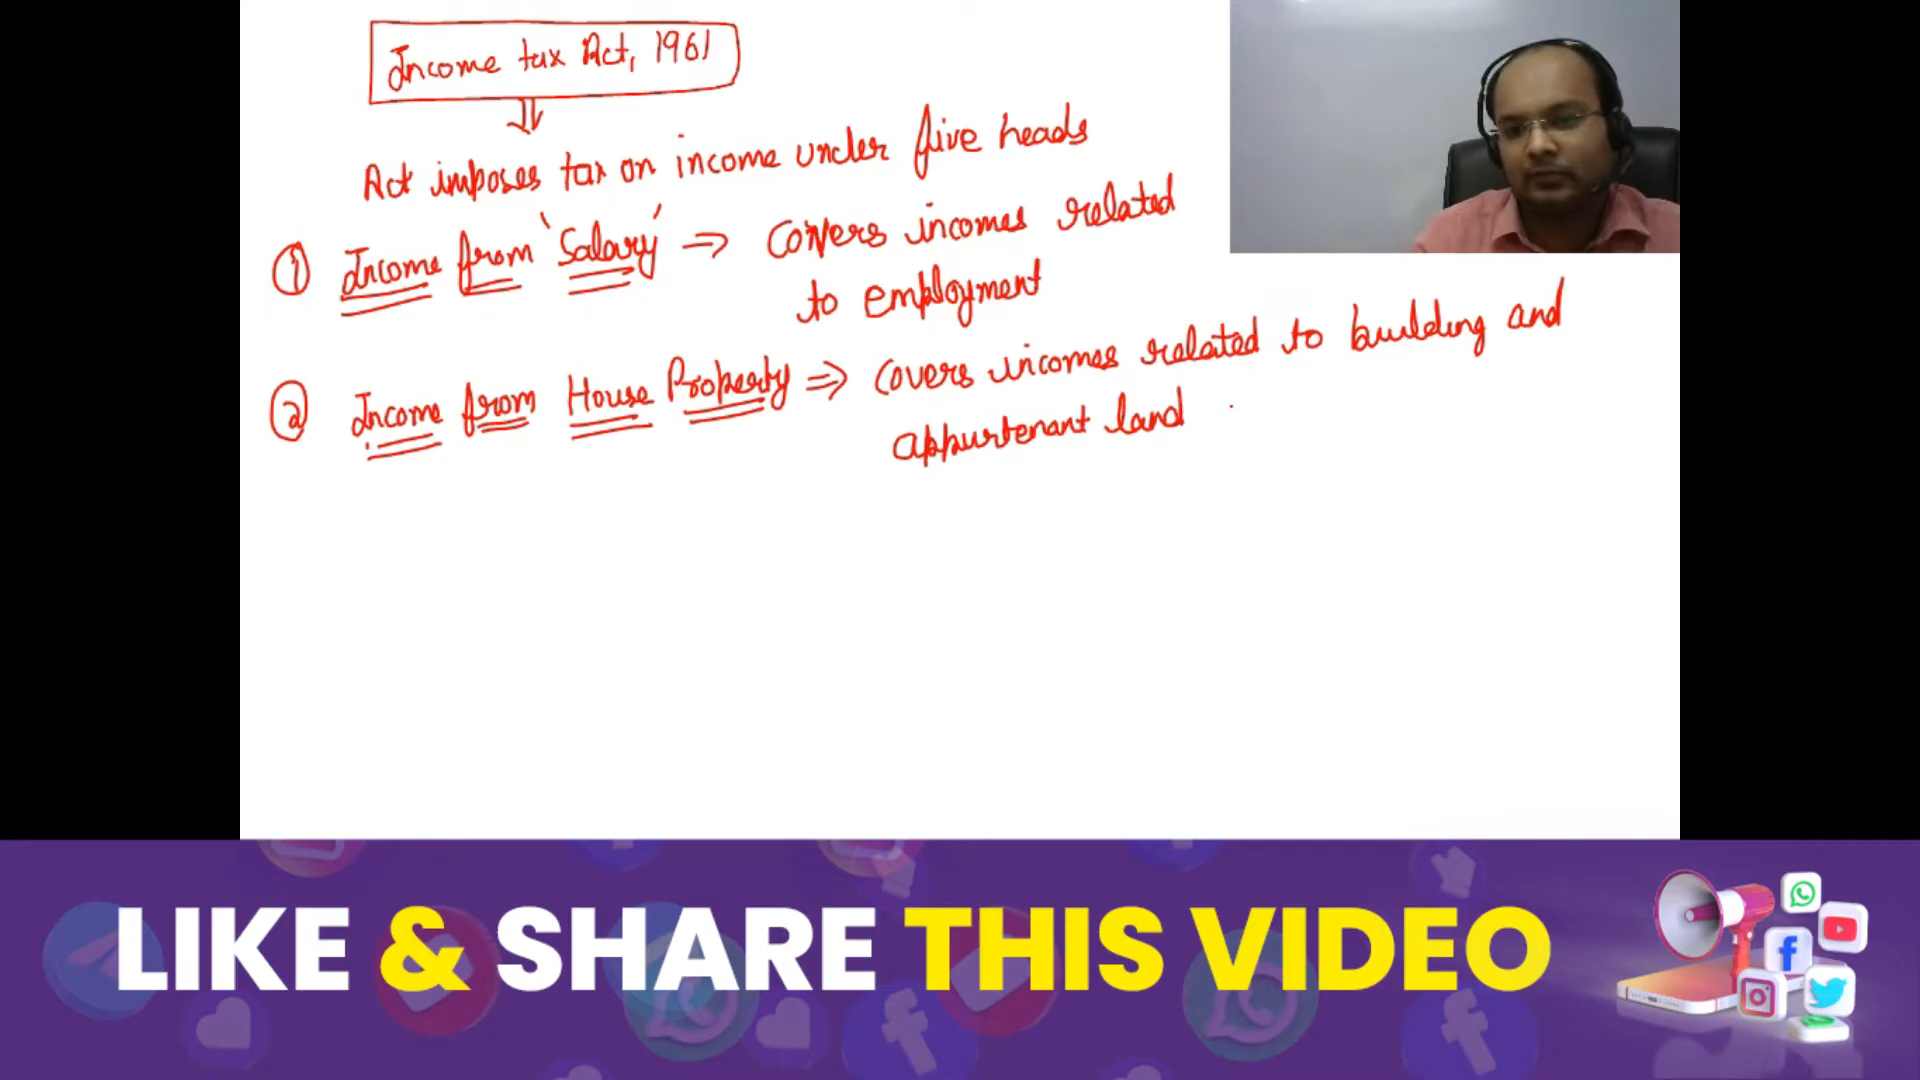 Income tax Act, 1961
Act imposes tax on income under five heads
① Income from 'Salary' ⇒ Covers incomes related
to employment
② Income from House Property ⇒ Covers incomes related to building and
appurtenant land
LIKE & SHARE THIS VIDEO